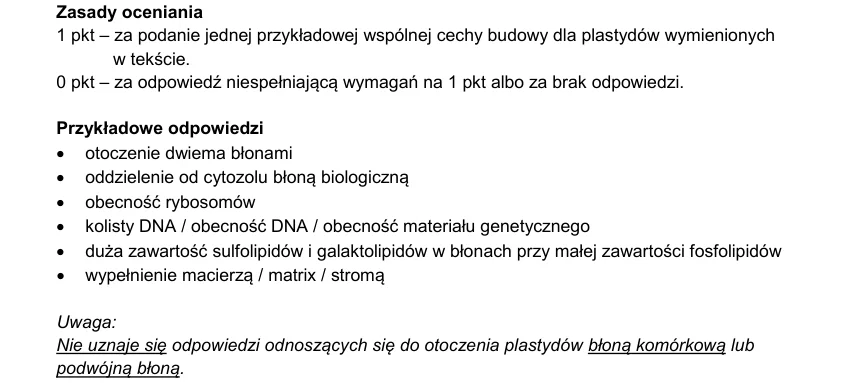 Zasady oceniania
1 pkt – za podanie jednej przykładowej wspólnej cechy budowy dla plastydów wymienionych
w tekście.
0 pkt – za odpowiedź niespełniającą wymagań na 1 pkt albo za brak odpowiedzi.
Przykładowe odpowiedzi
• otoczenie dwiema błonami
• oddzielenie od cytozolu błoną biologiczną
• obecność rybosomów
• kolisty DNA / obecność DNA / obecność materiału genetycznego
• duża zawartość sulfolipidów i galaktolipidów w błonach przy małej zawartości fosfolipidów
• wypełnienie macierzą / matrix / stromą
Uwaga:
Nie uznaje się odpowiedzi odnoszących się do otoczenia plastydów błoną komórkową lub
podwójną błoną.